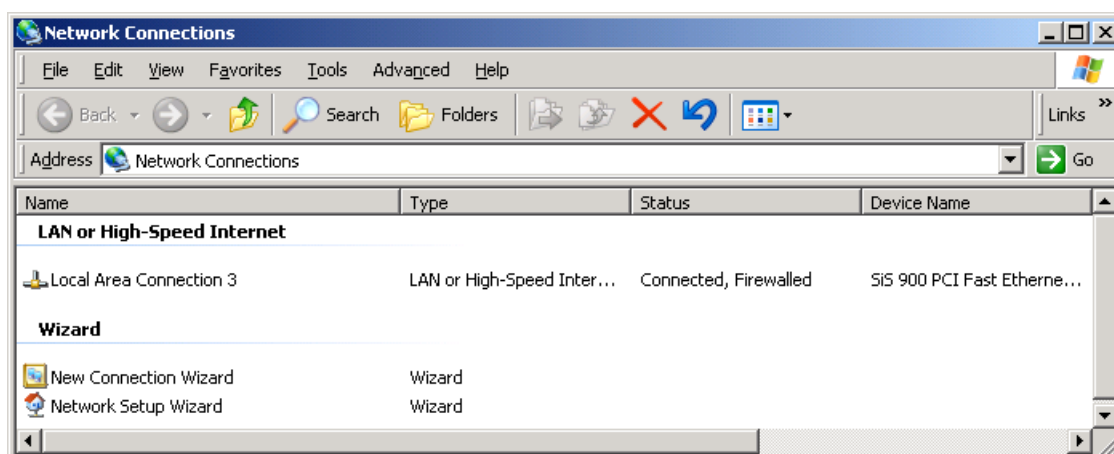 Network Connections
File Edit View Favorites Tools Advanced Help
Back Search Folders Links »
Address Network Connections Go
Name Type Status Device Name
LAN or High-Speed Internet
Local Area Connection 3 LAN or High-Speed Inter... Connected, Firewalled SiS 900 PCI Fast Etherne...
Wizard
New Connection Wizard Wizard
Network Setup Wizard Wizard